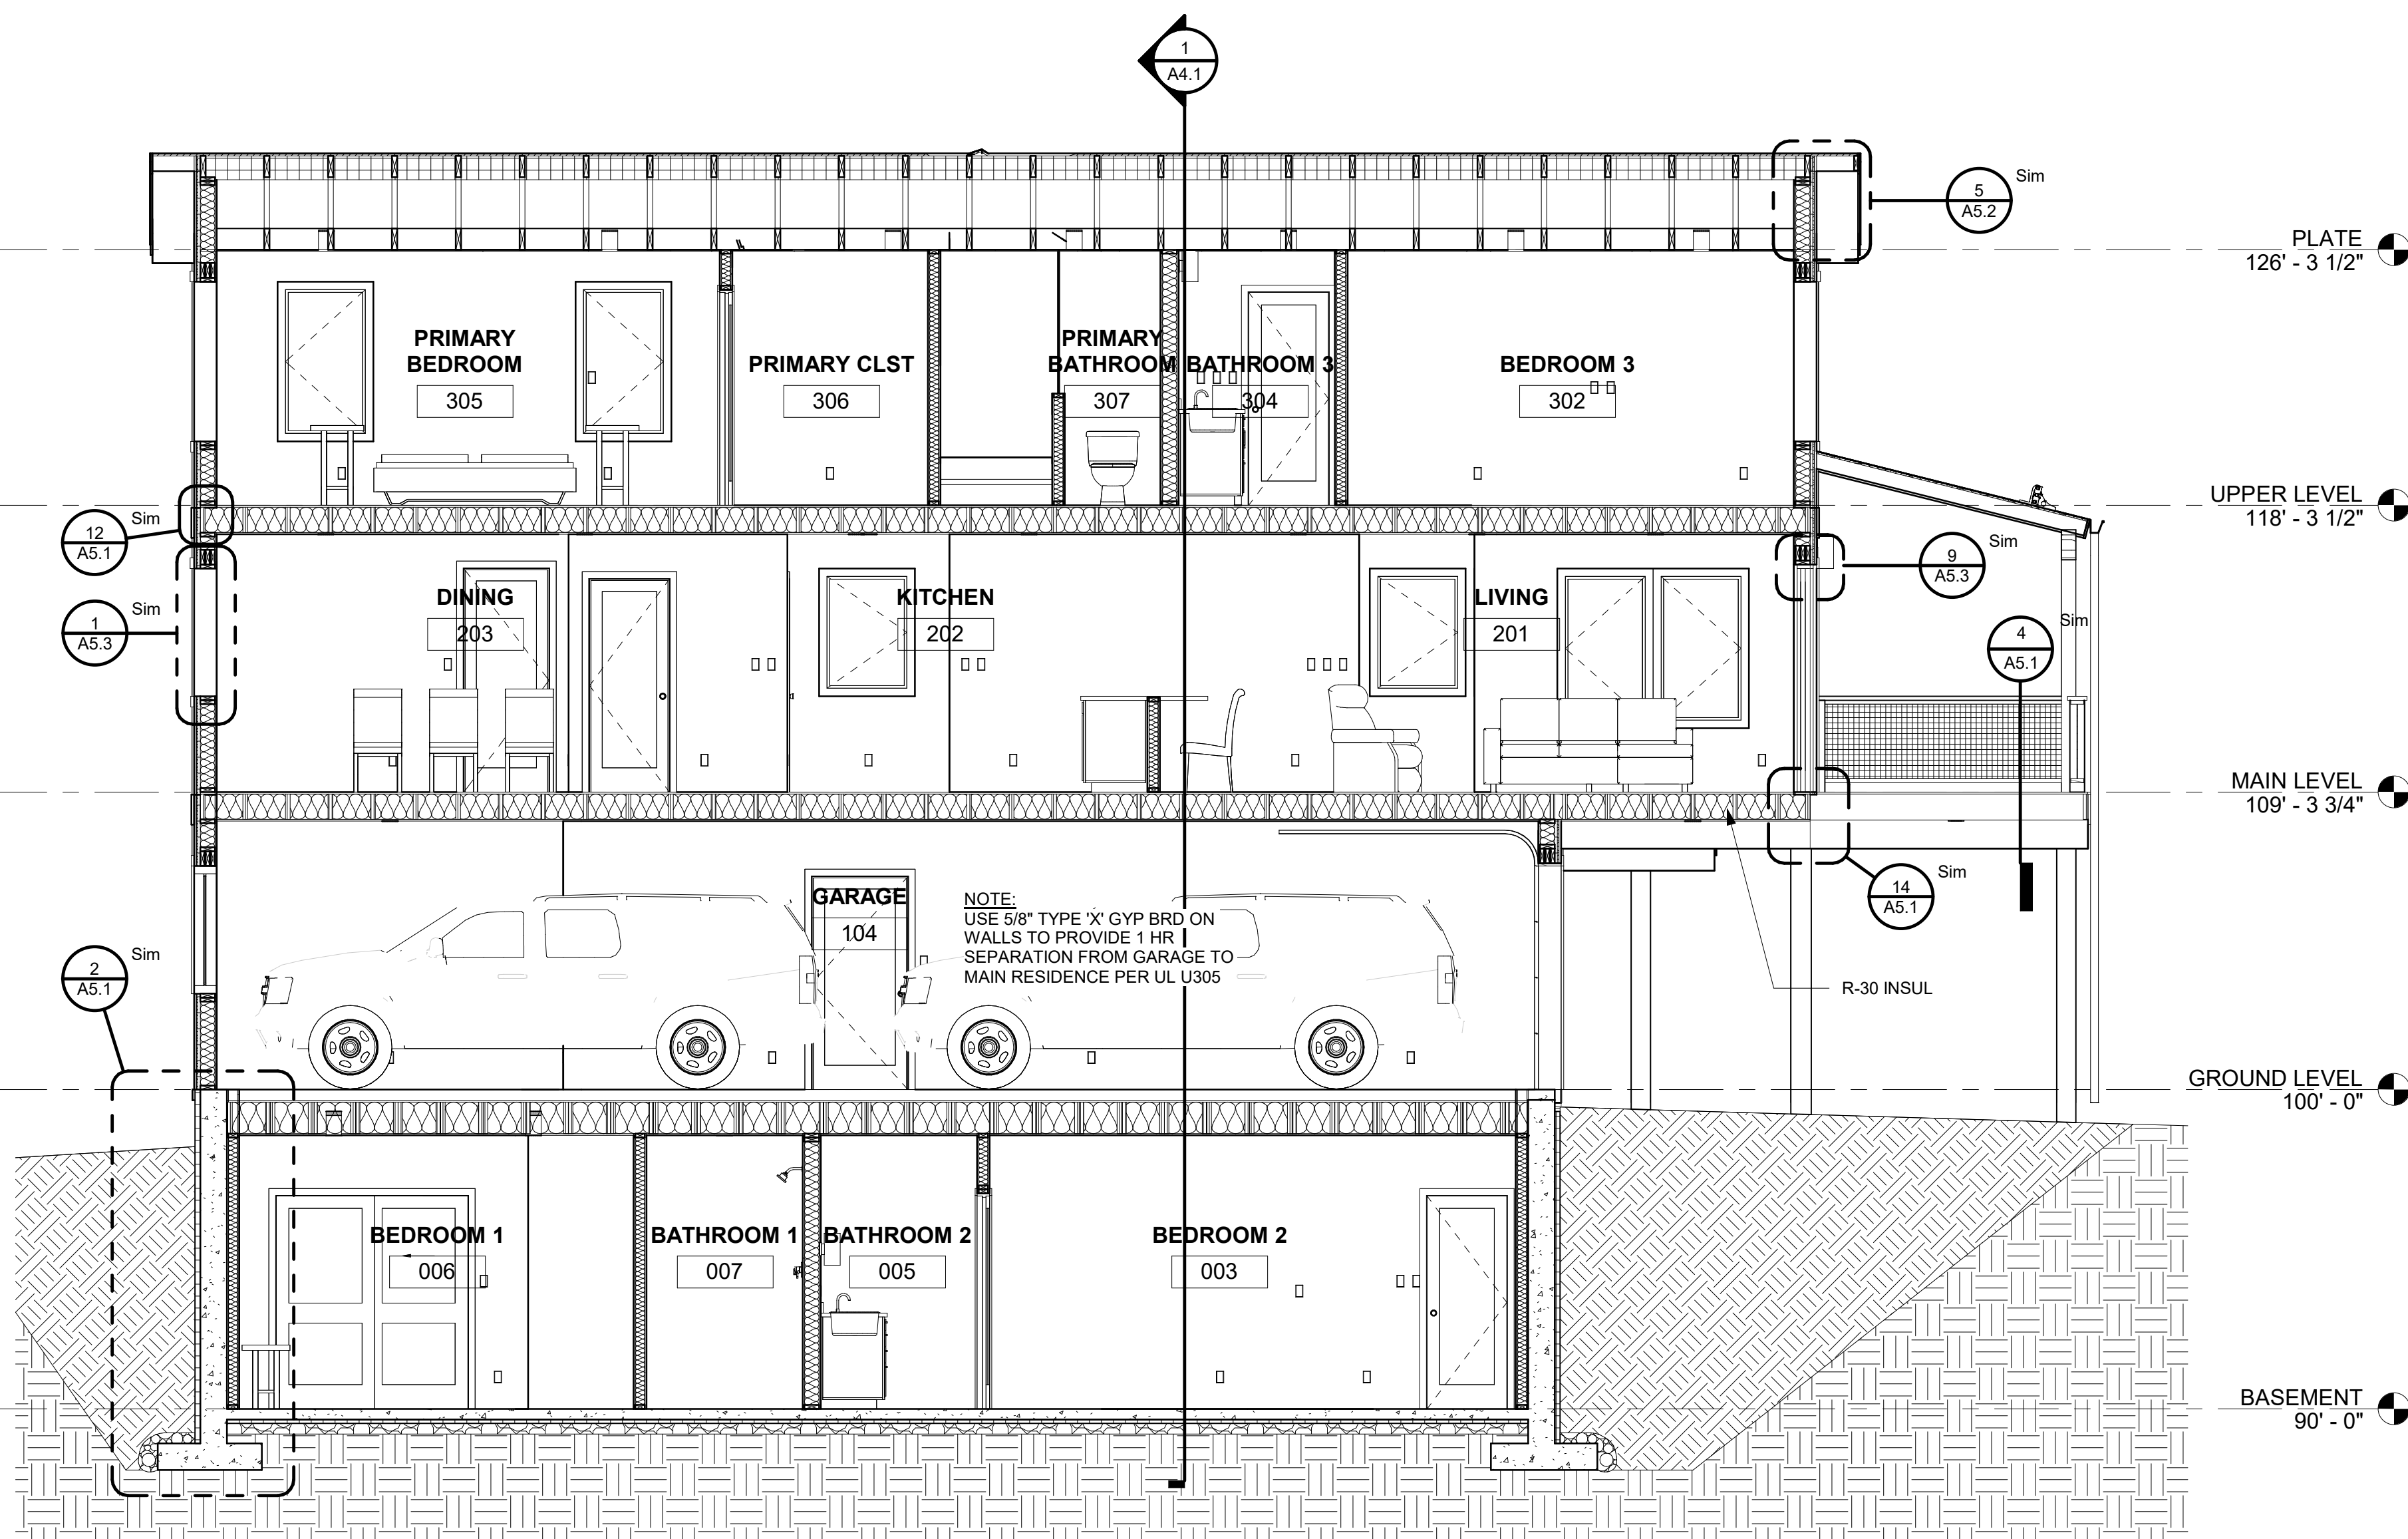 1
A4.1
5
A5.2
Sim
PLATE
126' - 3 1/2"
PRIMARY
BEDROOM
305
PRIMARY CLST
306
PRIMARY
BATHROOM
307
BATHROOM 3
304
BEDROOM 3
302
UPPER LEVEL
118' - 3 1/2"
12
A5.1
Sim
1
A5.3
Sim
DINING
203
KITCHEN
202
LIVING
201
9
A5.3
Sim
4
A5.1
Sim
MAIN LEVEL
109' - 3 3/4"
14
A5.1
Sim
GARAGE
104
NOTE:
USE 5/8" TYPE 'X' GYP BRD ON
WALLS TO PROVIDE 1 HR
SEPARATION FROM GARAGE TO
MAIN RESIDENCE PER UL U305
R-30 INSUL
2
A5.1
Sim
GROUND LEVEL
100' - 0"
BEDROOM 1
006
BATHROOM 1
007
BATHROOM 2
005
BEDROOM 2
003
BASEMENT
90' - 0"